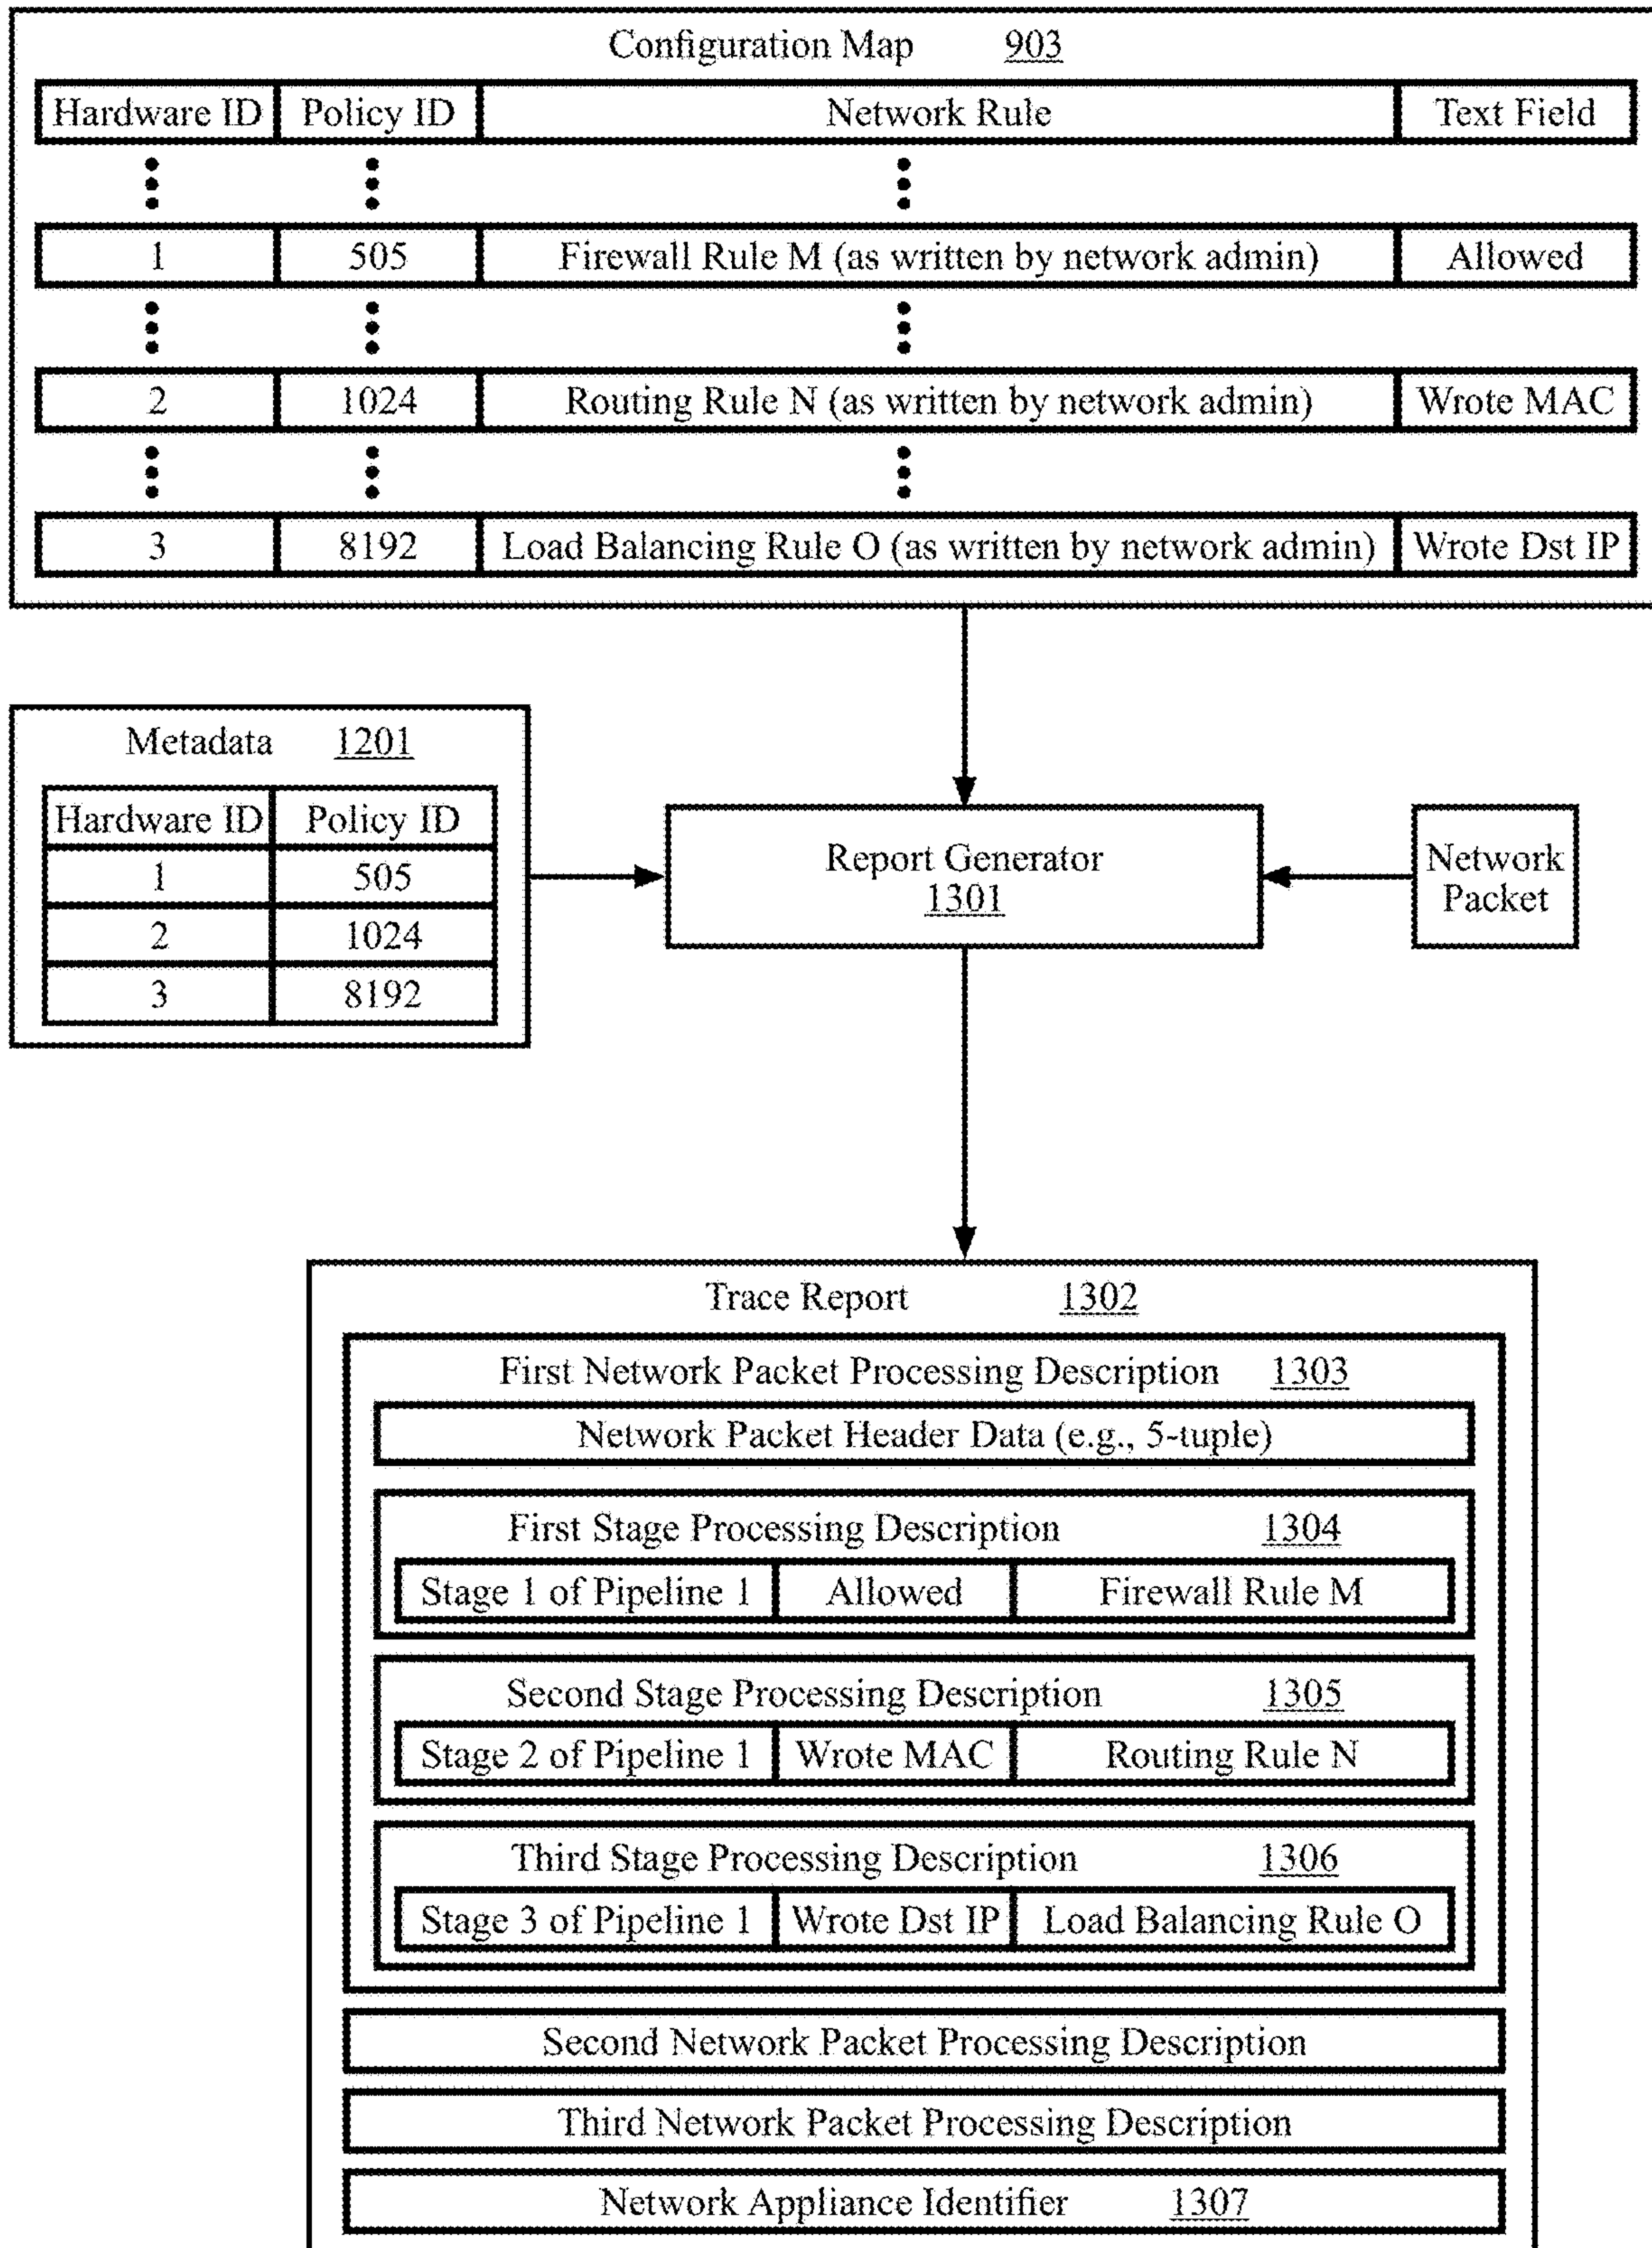 Configuration Map 903
Hardware ID Policy ID Network Rule Text Field
1 505 Firewall Rule M (as written by network admin) Allowed
2 1024 Routing Rule N (as written by network admin) Wrote MAC
3 8192 Load Balancing Rule O (as written by network admin) Wrote Dst IP
Metadata 1201
Hardware ID Policy ID
1 505
2 1024
3 8192
Report Generator
1301
Network
Packet
Trace Report 1302
First Network Packet Processing Description 1303
Network Packet Header Data (e.g., 5-tuple)
First Stage Processing Description 1304
Stage 1 of Pipeline 1 Allowed Firewall Rule M
Second Stage Processing Description 1305
Stage 2 of Pipeline 1 Wrote MAC Routing Rule N
Third Stage Processing Description 1306
Stage 3 of Pipeline 1 Wrote Dst IP Load Balancing Rule O
Second Network Packet Processing Description
Third Network Packet Processing Description
Network Appliance Identifier 1307